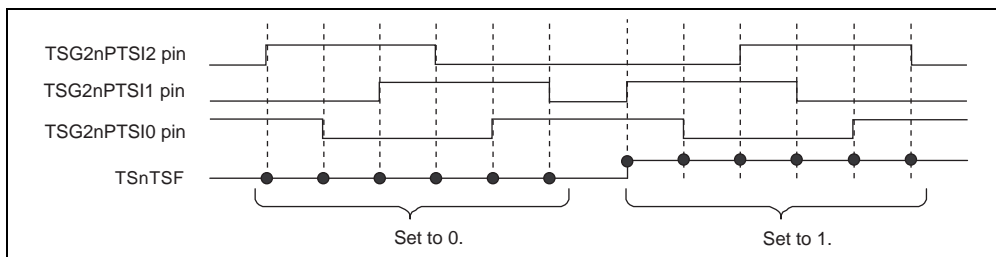 TSG2nPTSI2 pin
TSG2nPTSI1 pin
TSG2nPTSI0 pin
TSnTSF
Set to 0.
Set to 1.